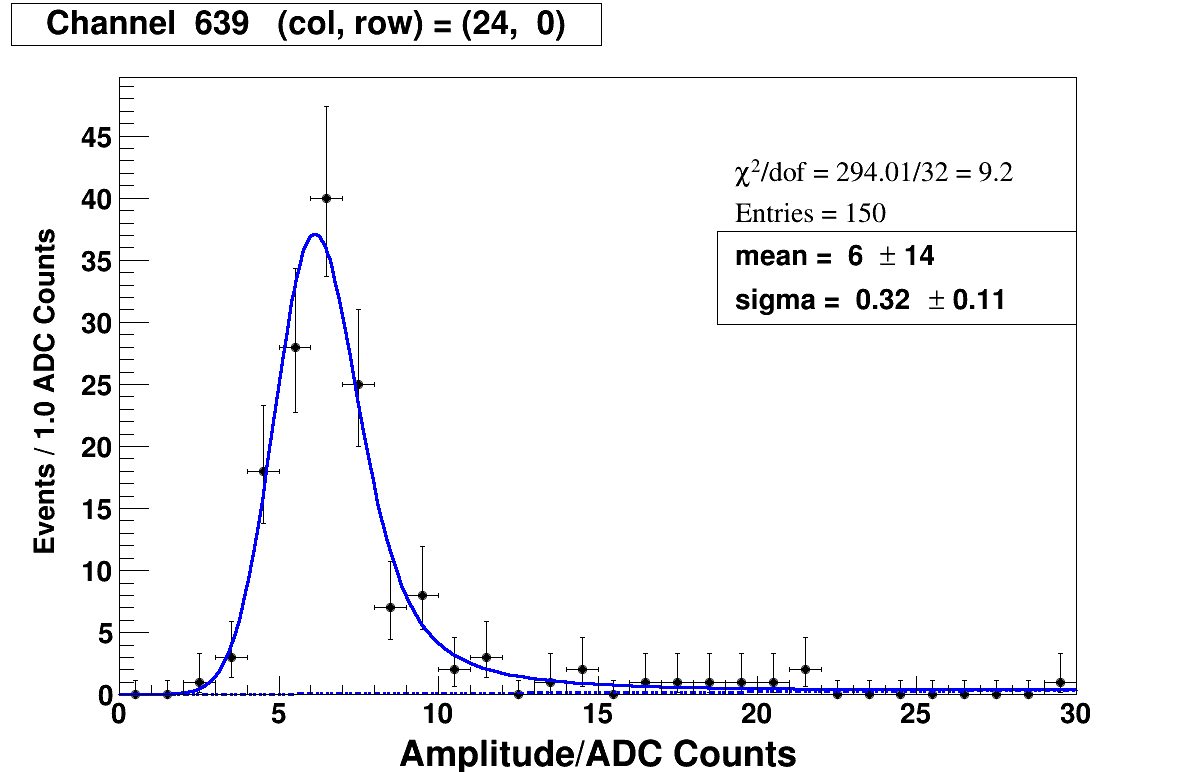 Channel 639 (col, row) = (24, 0)
χ²/dof = 294.01/32 = 9.2
Entries = 150
mean = 6 ± 14
sigma = 0.32 ± 0.11
Events / 1.0 ADC Counts
45
40
35
30
25
20
15
10
5
0
0 5 10 15 20 25 30
Amplitude/ADC Counts